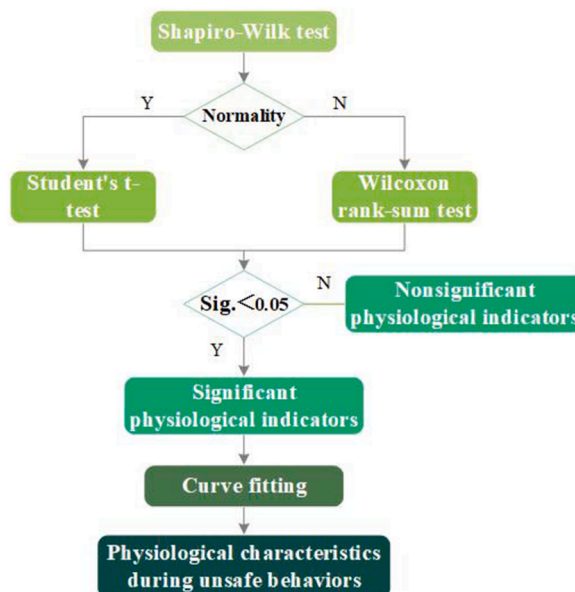 Shapiro-Wilk test
Y
Normality
N
Student's t-
test
Wilcoxon
rank-sum test
Sig.<0.05
N
Nonsignificant
physiological indicators
Y
Significant
physiological indicators
Curve fitting
Physiological characteristics
during unsafe behaviors